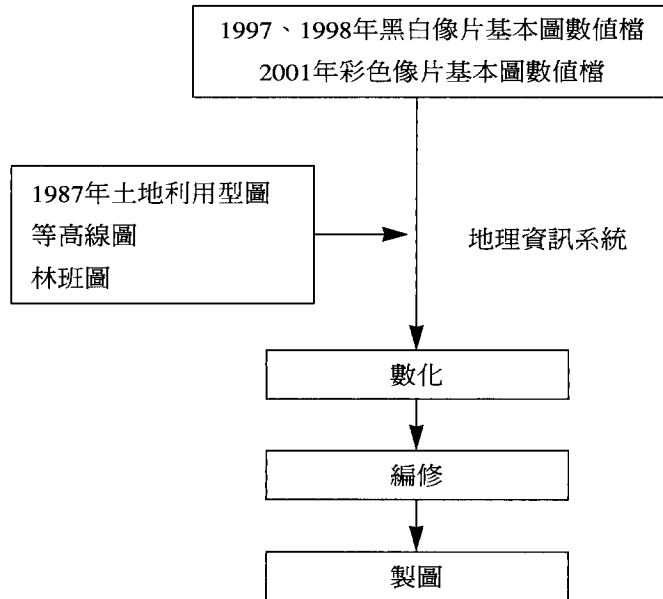 1997、1998年黑白像片基本圖數值檔
2001年彩色像片基本圖數值檔
1987年土地利用型圖
等高線圖
林班圖
地理資訊系統
數化
編修
製圖